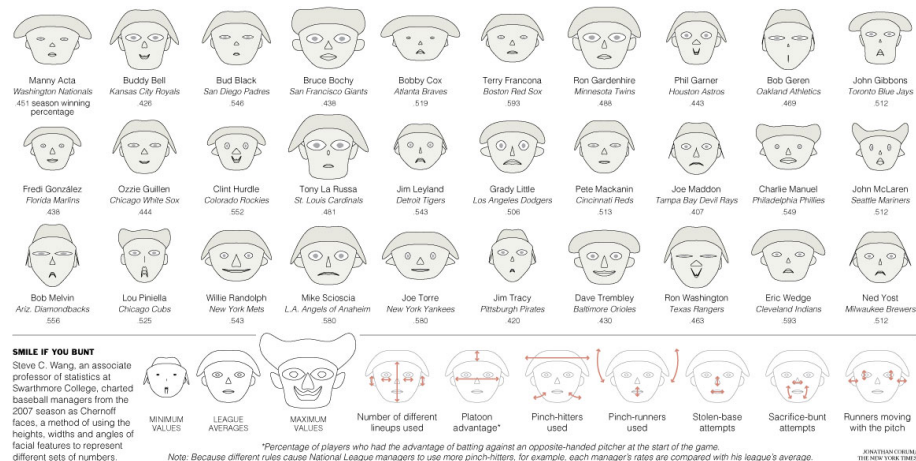 Manny Acta
Washington Nationals
.451 season winning
percentage
Buddy Bell
Kansas City Royals
.426
Bud Black
San Diego Padres
.546
Bruce Bochy
San Francisco Giants
.438
Bobby Cox
Atlanta Braves
.519
Terry Francona
Boston Red Sox
.593
Ron Gardenhire
Minnesota Twins
.488
Phil Garner
Houston Astros
.443
Bob Geren
Oakland Athletics
.469
John Gibbons
Toronto Blue Jays
.512
Fredi González
Florida Marlins
.438
Ozzie Guillen
Chicago White Sox
.444
Clint Hurdle
Colorado Rockies
.552
Tony La Russa
St. Louis Cardinals
.481
Jim Leyland
Detroit Tigers
.543
Grady Little
Los Angeles Dodgers
.506
Pete Mackanin
Cincinnati Reds
.513
Joe Maddon
Tampa Bay Devil Rays
.407
Charlie Manuel
Philadelphia Phillies
.549
John McLaren
Seattle Mariners
.512
Bob Melvin
Ariz. Diamondbacks
.556
Lou Piniella
Chicago Cubs
.525
Willie Randolph
New York Mets
.543
Mike Scioscia
L.A. Angels of Anaheim
.580
Joe Torre
New York Yankees
.580
Jim Tracy
Pittsburgh Pirates
.420
Dave Trembley
Baltimore Orioles
.430
Ron Washington
Texas Rangers
.463
Eric Wedge
Cleveland Indians
.593
Ned Yost
Milwaukee Brewers
.512
SMILE IF YOU BUNT
Steve C. Wang, an associate
professor of statistics at
Swarthmore College, charted
baseball managers from the
2007 season as Chernoff
faces, a method of using the
heights, widths and angles of
facial features to represent
different sets of numbers.
MINIMUM
VALUES
LEAGUE
AVERAGES
MAXIMUM
VALUES
Number of different
lineups used
Platoon
advantage*
Pinch-hitters
used
Pinch-runners
used
Stolen-base
attempts
Sacrifice-bunt
attempts
Runners moving
with the pitch
*Percentage of players who had the advantage of batting against an opposite-handed pitcher at the start of the game.
Note: Because different rules cause National League managers to use more pinch-hitters, for example, each manager's rates are compared with his league's average.
JONATHAN CORUM/
THE NEW YORK TIMES